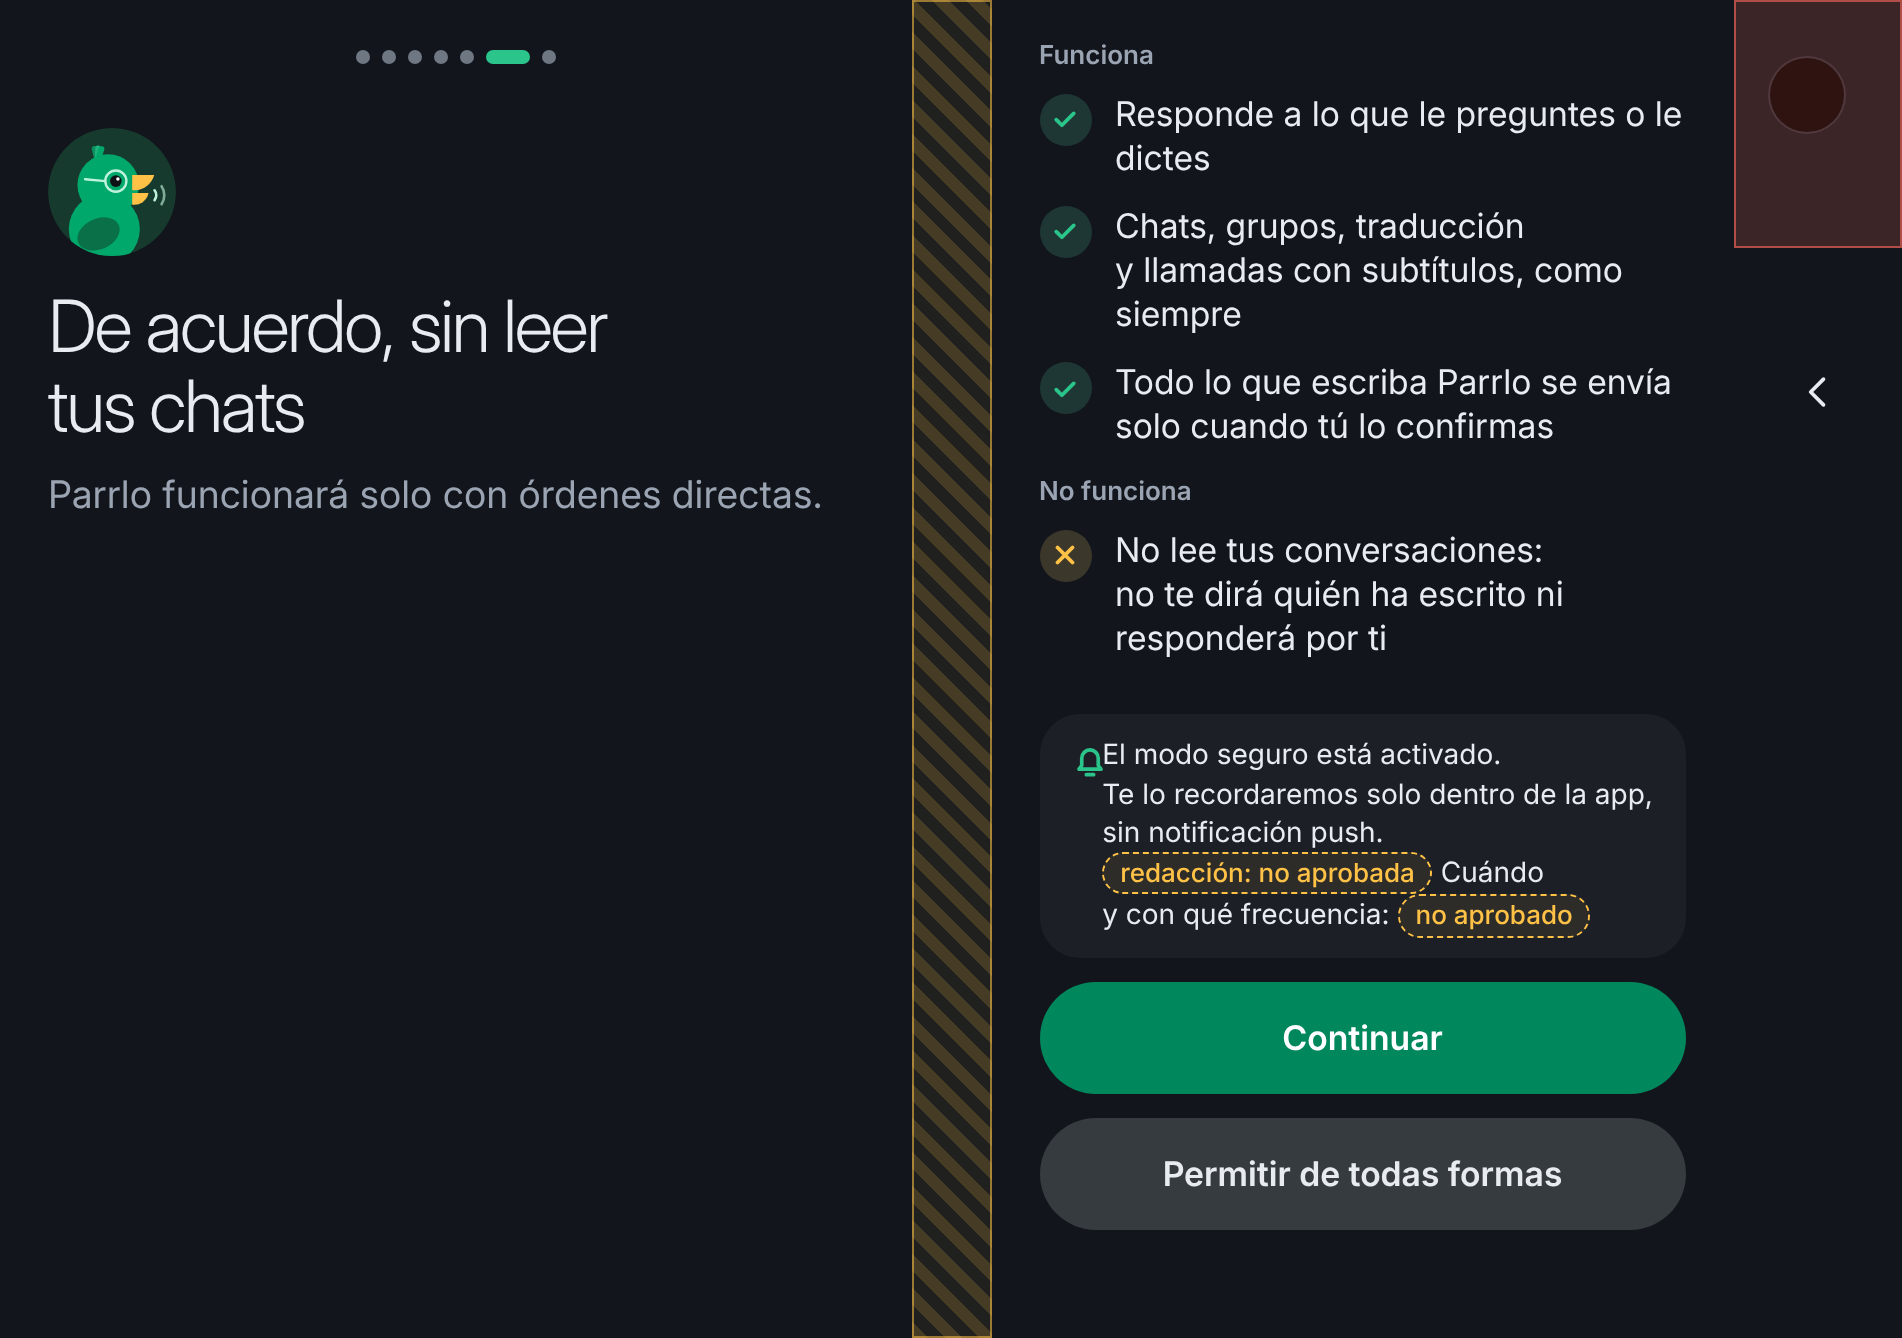 De acuerdo, sin leer
tus chats
Parrlo funcionará solo con órdenes directas.
Funciona
Responde a lo que le preguntes o le
dictes
Chats, grupos, traducción
y llamadas con subtítulos, como
siempre
Todo lo que escriba Parrlo se envía
solo cuando tú lo confirmas
No funciona
No lee tus conversaciones:
no te dirá quién ha escrito ni
responderá por ti
El modo seguro está activado.
Te lo recordaremos solo dentro de la app,
sin notificación push.
redacción: no aprobada Cuándo
y con qué frecuencia: no aprobado
Continuar
Permitir de todas formas